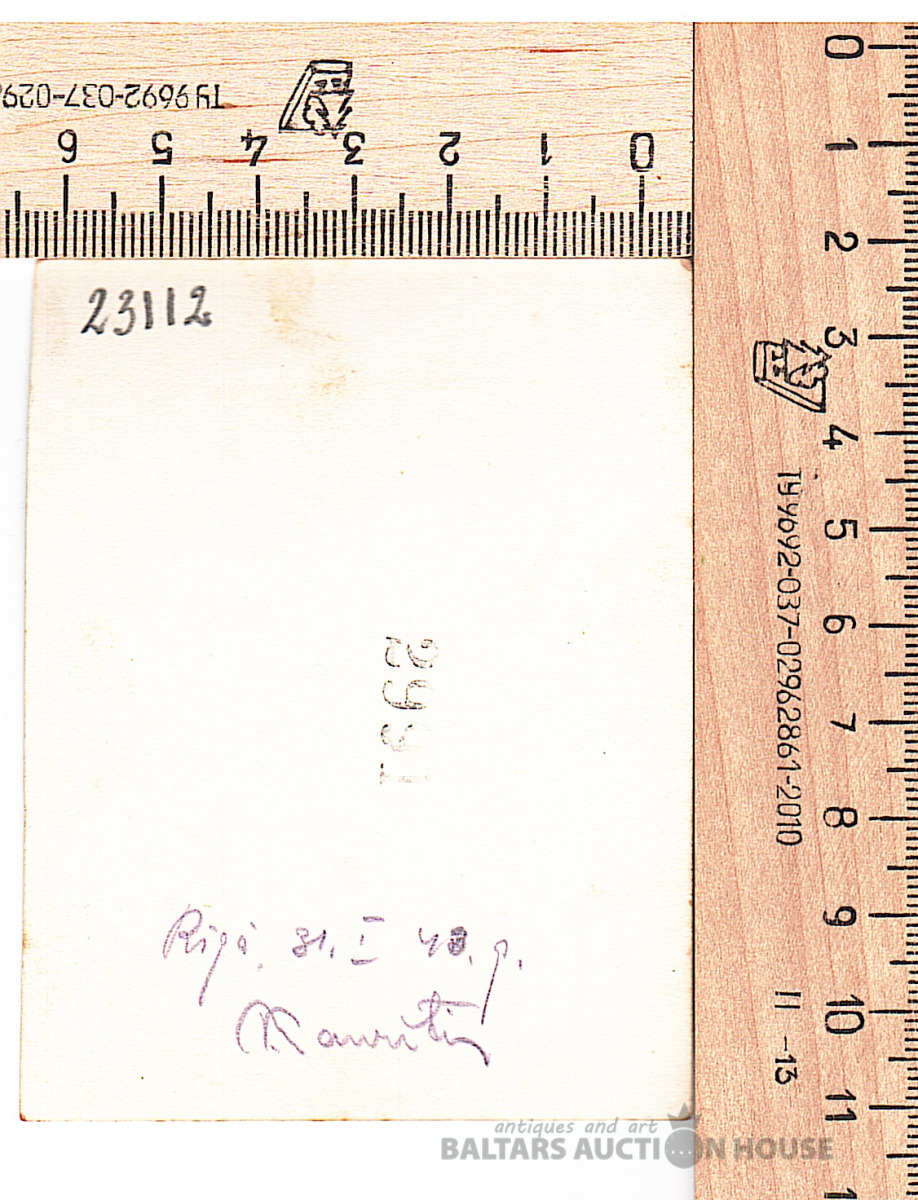 ТУ 9692-037-029
6 5 4 3 2 1 0
0 1 2 3 4 5 6 7 8 9 10 11
ТУ 9692-037-02962861-2010
11 -13
23112
2991
Rīgā, 31. I 43. g.
antiques and art
BALTARS AUCTION HOUSE